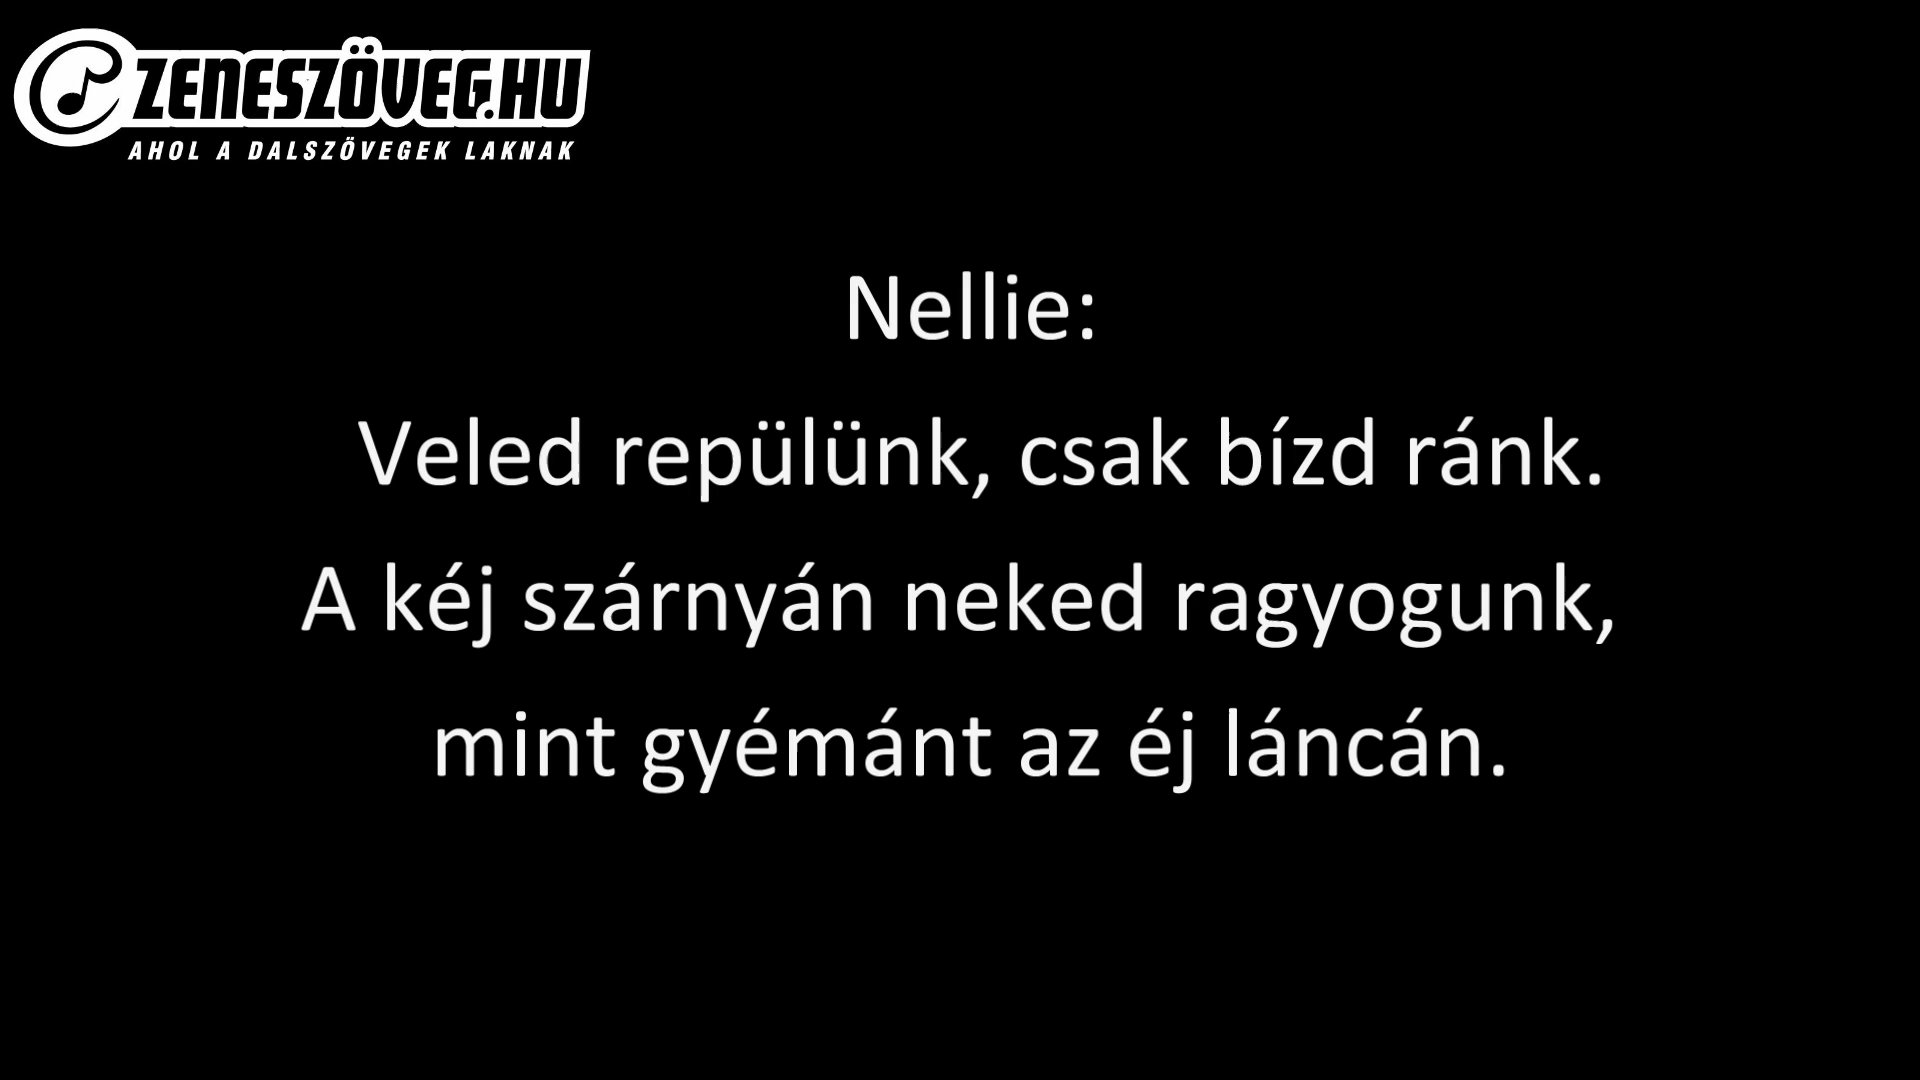 ZENESZÖVEG.HU
AHOL A DALSZÖVEGEK LAKNAK
Nellie:
Veled repülünk, csak bízd ránk.
A kéj szárnyán neked ragyogunk,
mint gyémánt az éj láncán.